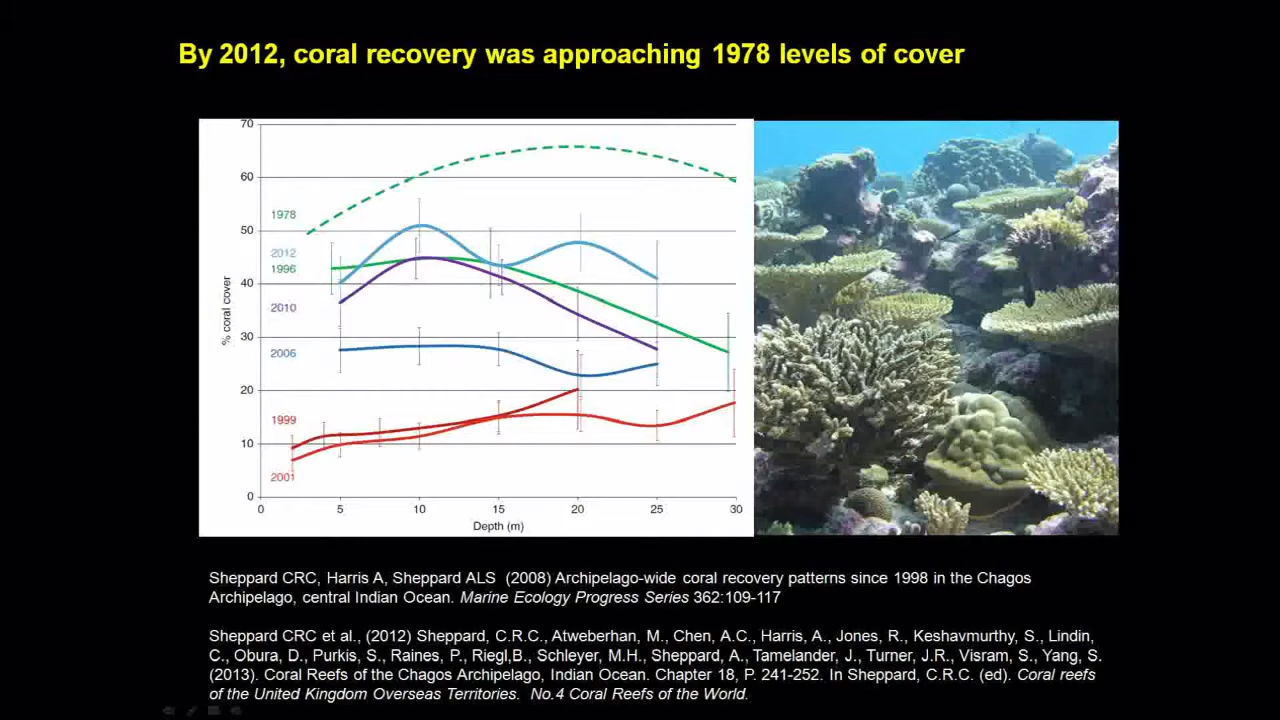 By 2012, coral recovery was approaching 1978 levels of cover
70
60
50
40
30
20
10
0
% coral cover
1978
2012
1996
2010
2006
1999
2001
0 5 10 15 20 25 30
Depth (m)
Sheppard CRC, Harris A, Sheppard ALS (2008) Archipelago-wide coral recovery patterns since 1998 in the Chagos
Archipelago, central Indian Ocean. Marine Ecology Progress Series 362:109-117
Sheppard CRC et al., (2012) Sheppard, C.R.C., Atweberhan, M., Chen, A.C., Harris, A., Jones, R., Keshavmurthy, S., Lindin,
C., Obura, D., Purkis, S., Raines, P., Riegl,B., Schleyer, M.H., Sheppard, A., Tamelander, J., Turner, J.R., Visram, S., Yang, S.
(2013). Coral Reefs of the Chagos Archipelago, Indian Ocean. Chapter 18, P. 241-252. In Sheppard, C.R.C. (ed). Coral reefs
of the United Kingdom Overseas Territories. No.4 Coral Reefs of the World.